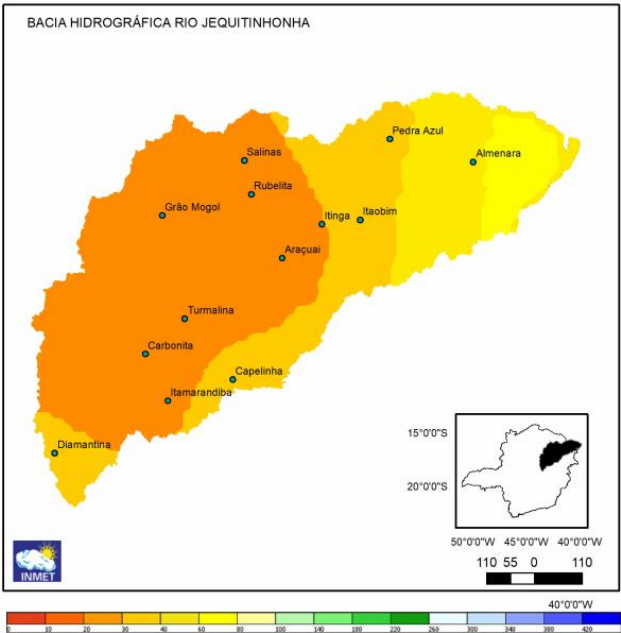 BACIA HIDROGRÁFICA RIO JEQUITINHONHA
Pedra Azul
Salinas
Almenara
Rubelita
Grão Mogol
Itinga
Itaobim
Araçuai
Turmalina
Carbonita
Capelinha
Itamarandiba
Diamantina
15°0'0"S
20°0'0"S
50°0'0"W 45°0'0"W 40°0'0"W
110 55 0 110
INMET
40°0'0"W
0 10 20 30 40 60 80 100 140 180 220 260 300 340 380 420